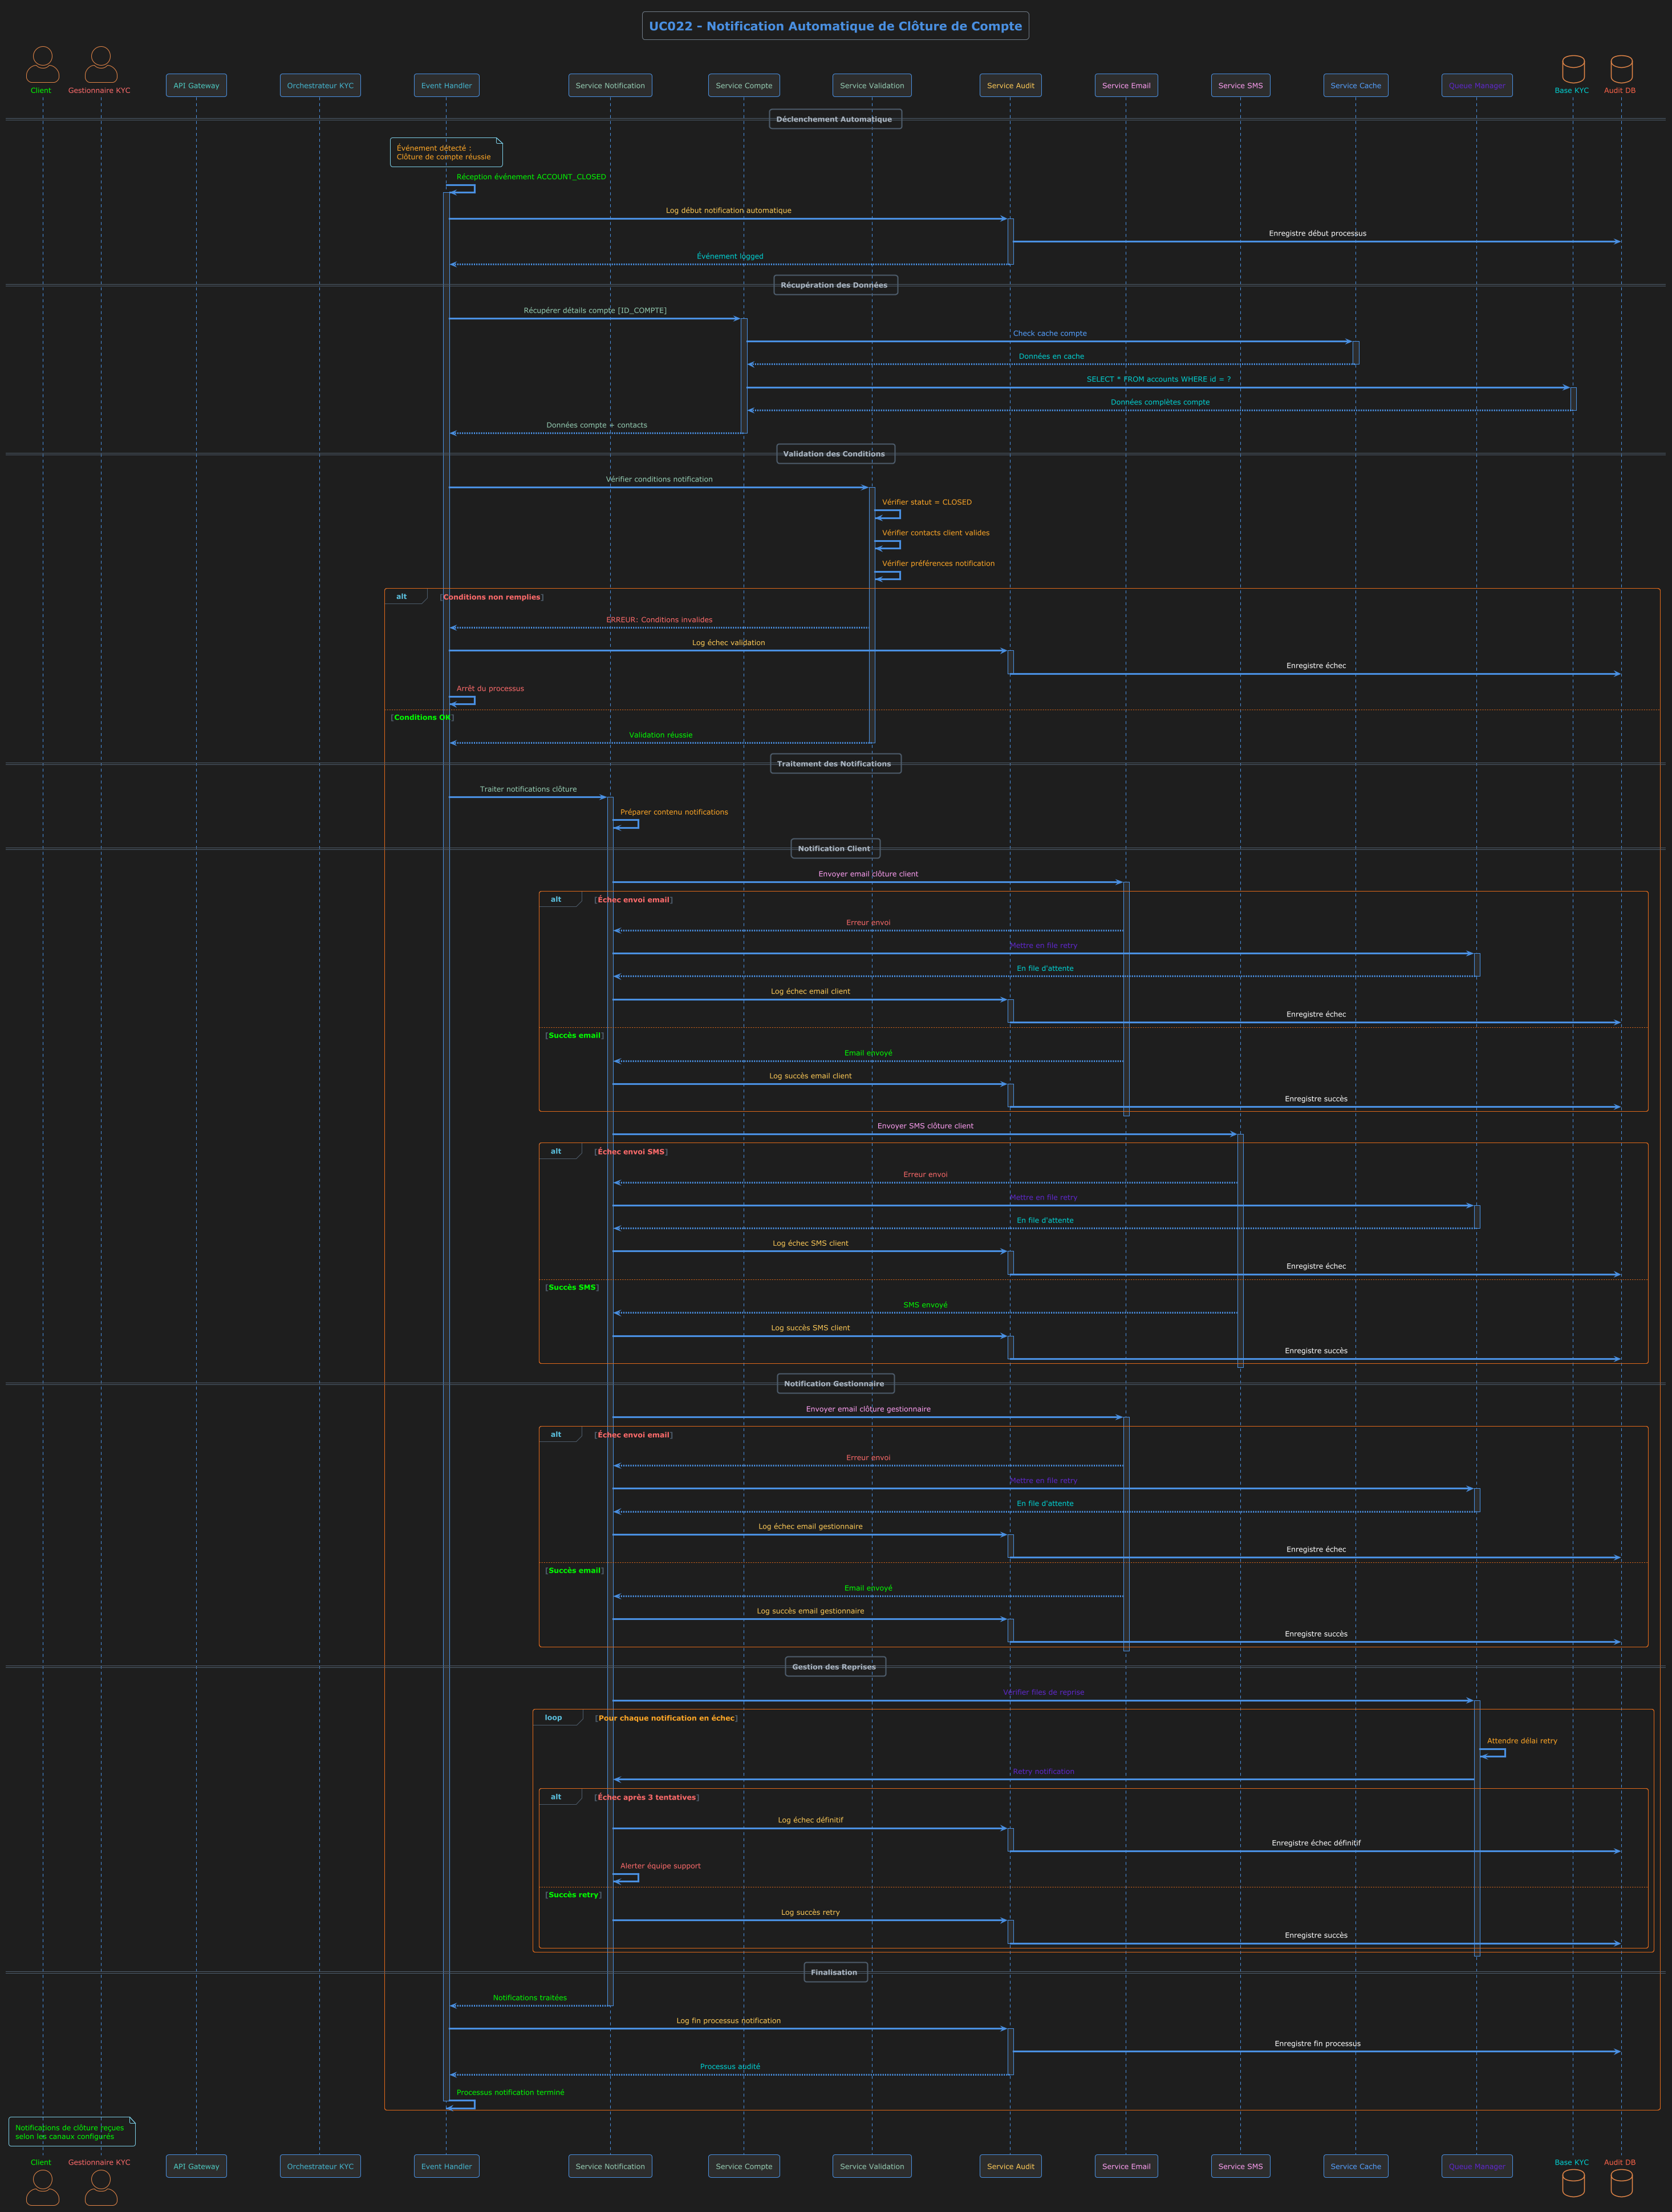 UC022 - Notification Automatique de Clôture de Compte
Client
Gestionnaire KYC
API Gateway
Orchestrateur KYC
Event Handler
Service Notification
Service Compte
Service Validation
Service Audit
Service Email
Service SMS
Service Cache
Queue Manager
Base KYC
Audit DB
Déclenchement Automatique
Événement détecté :
Clôture de compte réussie
Réception événement ACCOUNT_CLOSED
Log début notification automatique
Enregistre début processus
Événement logged
Récupération des Données
Récupérer détails compte [ID_COMPTE]
Check cache compte
Données en cache
SELECT * FROM accounts WHERE id = ?
Données complètes compte
Données compte + contacts
Validation des Conditions
Vérifier conditions notification
Vérifier statut = CLOSED
Vérifier contacts client valides
Vérifier préférences notification
alt [Conditions non remplies]
ERREUR: Conditions invalides
Log échec validation
Enregistre échec
Arrêt du processus
[Conditions OK]
Validation réussie
Traitement des Notifications
Traiter notifications clôture
Préparer contenu notifications
Notification Client
Envoyer email clôture client
alt [Échec envoi email]
Erreur envoi
Mettre en file retry
En file d'attente
Log échec email client
Enregistre échec
[Succès email]
Email envoyé
Log succès email client
Enregistre succès
Envoyer SMS clôture client
alt [Échec envoi SMS]
Erreur envoi
Mettre en file retry
En file d'attente
Log échec SMS client
Enregistre échec
[Succès SMS]
SMS envoyé
Log succès SMS client
Enregistre succès
Notification Gestionnaire
Envoyer email clôture gestionnaire
alt [Échec envoi email]
Erreur envoi
Mettre en file retry
En file d'attente
Log échec email gestionnaire
Enregistre échec
[Succès email]
Email envoyé
Log succès email gestionnaire
Enregistre succès
Gestion des Reprises
Vérifier files de reprise
loop [Pour chaque notification en échec]
Attendre délai retry
Retry notification
alt [Échec après 3 tentatives]
Log échec définitif
Enregistre échec définitif
Alerter équipe support
[Succès retry]
Log succès retry
Enregistre succès
Finalisation
Notifications traitées
Log fin processus notification
Enregistre fin processus
Processus audité
Processus notification terminé
Notifications de clôture reçues
selon les canaux configurés
Client
Gestionnaire KYC
API Gateway
Orchestrateur KYC
Event Handler
Service Notification
Service Compte
Service Validation
Service Audit
Service Email
Service SMS
Service Cache
Queue Manager
Base KYC
Audit DB